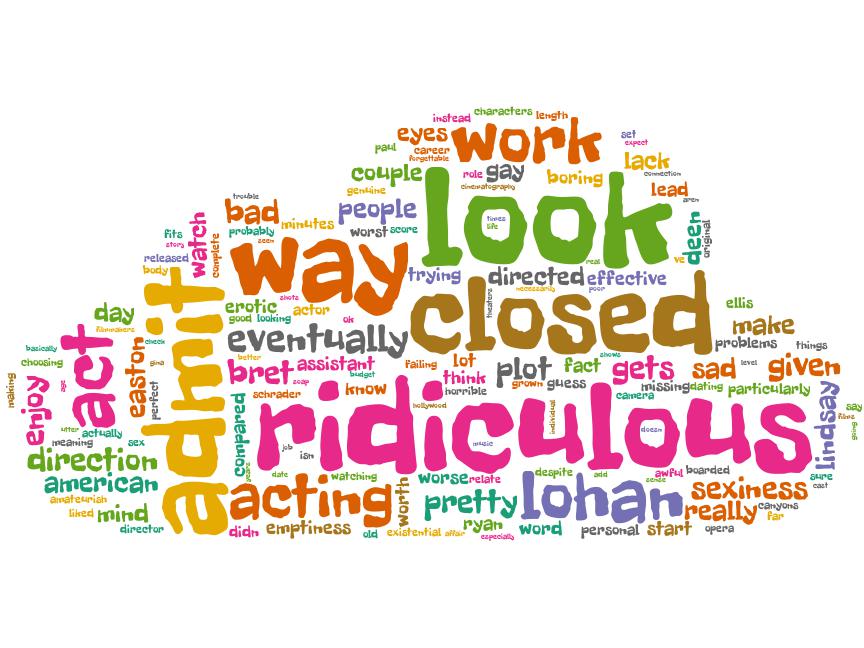 instead
characters
length
eyes
work
set
expect
paul
career
forgettable
lack
connection
couple
role
gay
cinematography
boring
lead
aren
genuine
look
trouble
bad
minutes
people
times
life
deen
original
probably
seen
worst
score
fits
story
watch
complete
way
released
body
trying
directed
effective
real
ve
necessarily
poor
admit
erotic
shots
actor
closed
theaters
ellis
day
filmmakers
good
looking
ok
make
eventually
problems
things
basically
act
check
choosing
gina
better
bret
assistant
budget
soap
failing
lot
think
horrible
plot
fact
shows
gets
sad
level
given
making
enjoy
age
easton
perfect
schrader
know
grown
guess
missing
dating
particularly
camera
hollywood
ridiculous
individual
doesn
music
lindsay
say
films
going
utter
actually
meaning
sex
compared
job
isn
direction
american
years
date
watching
worse
relate
despite
add
sense
awful
boarded
sure
cast
amateurish
liked
mind
director
acting
worth
pretty
lohan
sexiness
really
canyons
far
didn
emptiness
old
existential
affair
ryan
especially
word
personal
start
opera